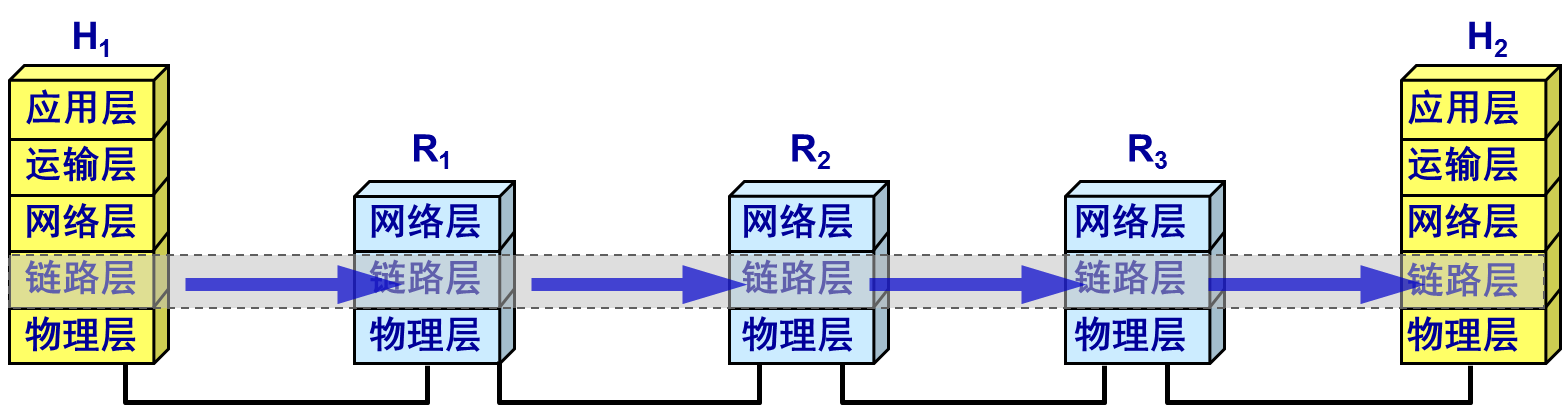 H1
应用层
运输层
网络层
链路层
物理层
R1
网络层
链路层
物理层
R2
网络层
链路层
物理层
R3
网络层
链路层
物理层
H2
应用层
运输层
网络层
链路层
物理层